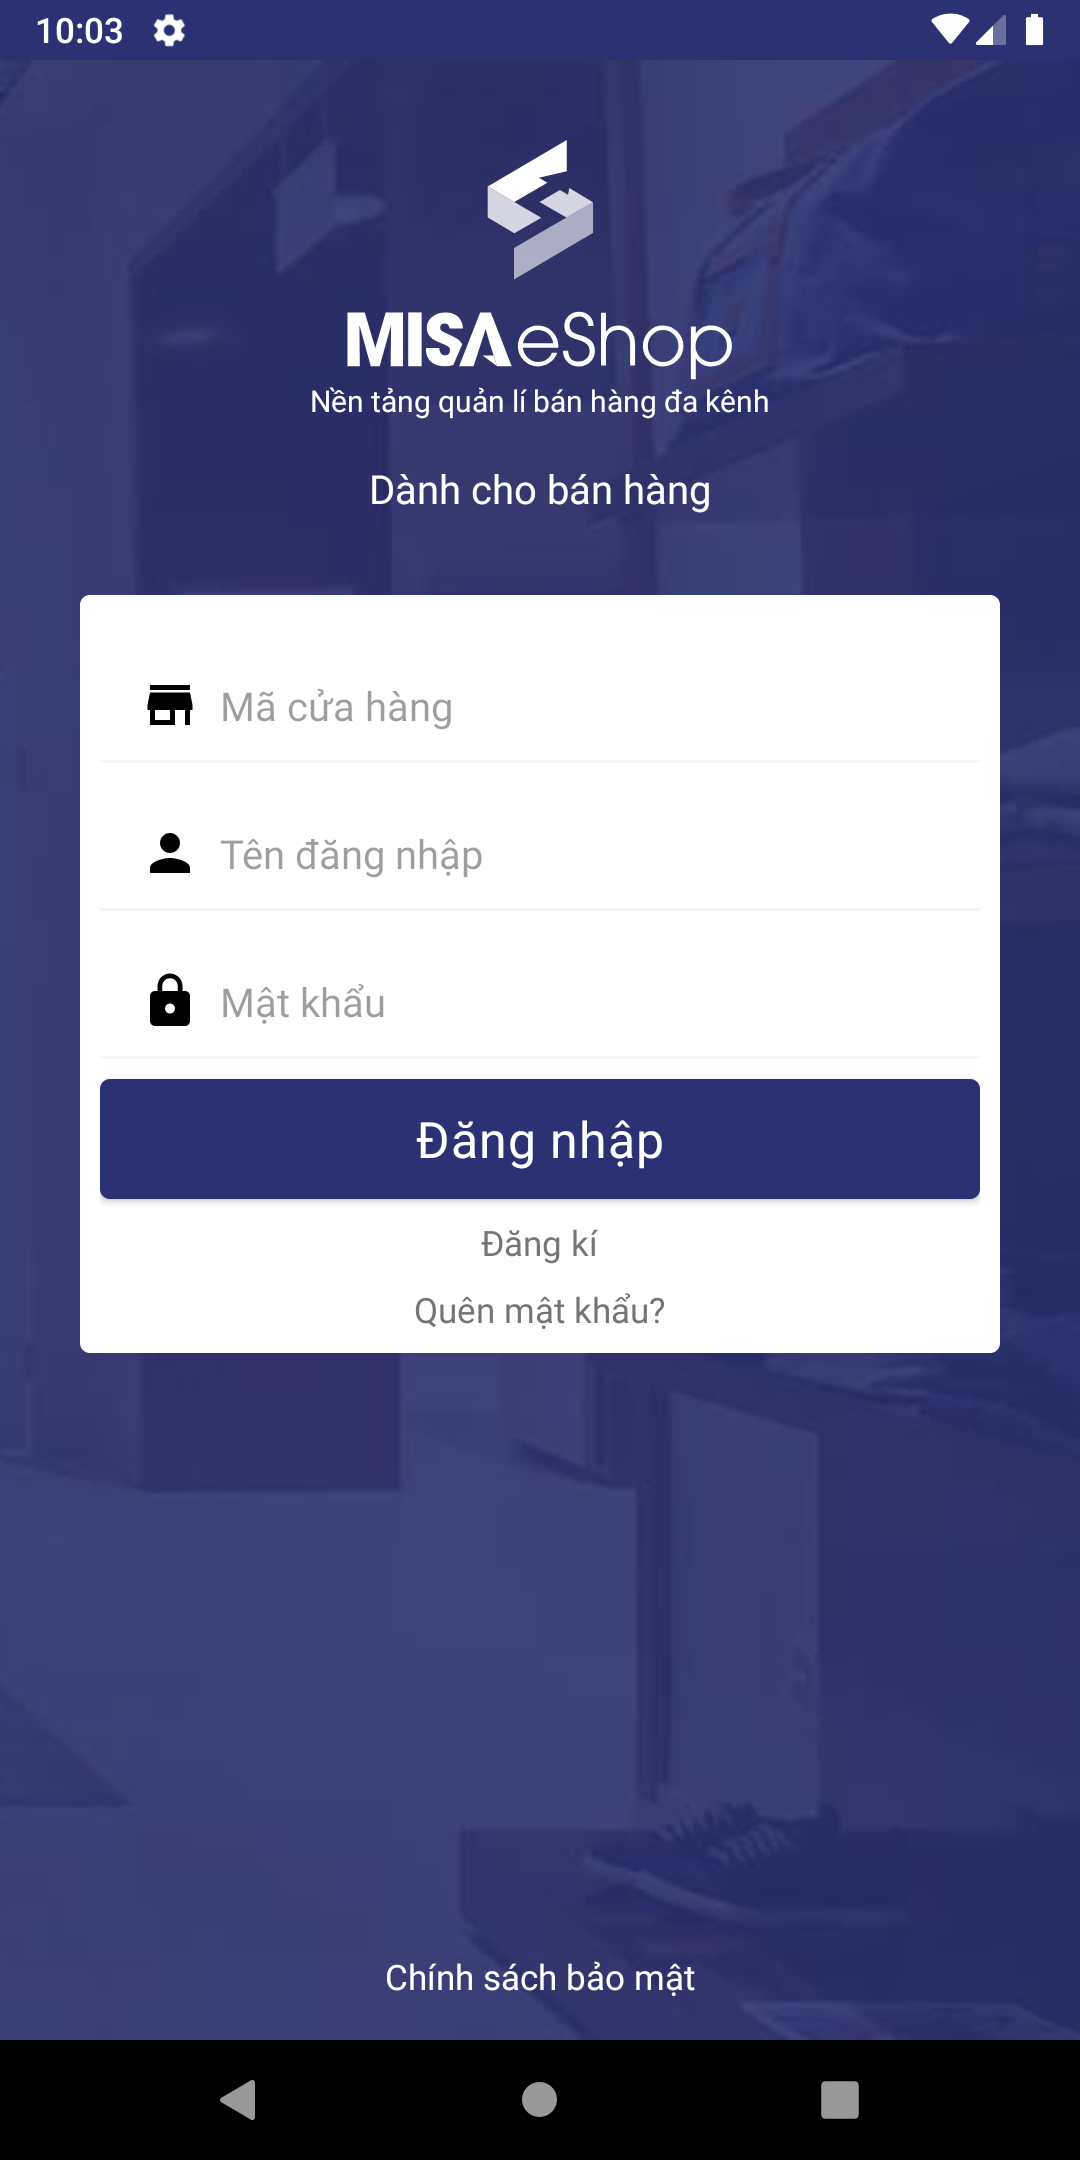 10:03
MISA eShop
Nền tảng quản lí bán hàng đa kênh
Dành cho bán hàng
Mã cửa hàng
Tên đăng nhập
Mật khẩu
Đăng nhập
Đăng kí
Quên mật khẩu?
Chính sách bảo mật